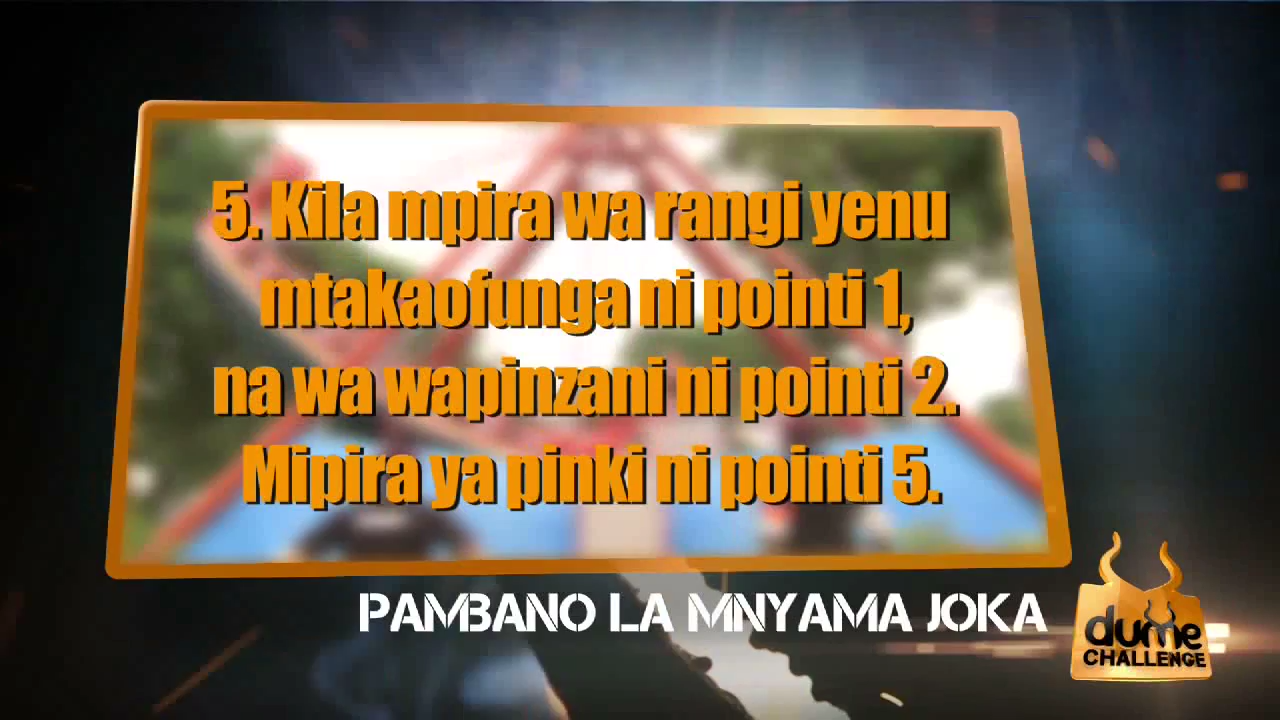 5. Kila mpira wa rangi yenu
mtakaofunga ni pointi 1,
na wa wapinzani ni pointi 2.
Mipira ya pinki ni pointi 5.
PAMBANO LA MNYAMA JOKA
dume
CHALLENGE